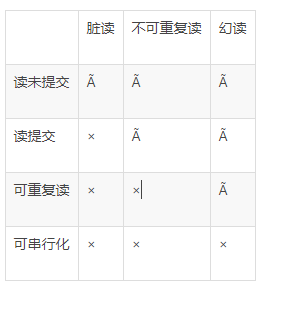 脏读 不可重复读 幻读
读未提交 Ã Ã Ã
读提交 × Ã Ã
可重复读 × × Ã
可串行化 × × ×